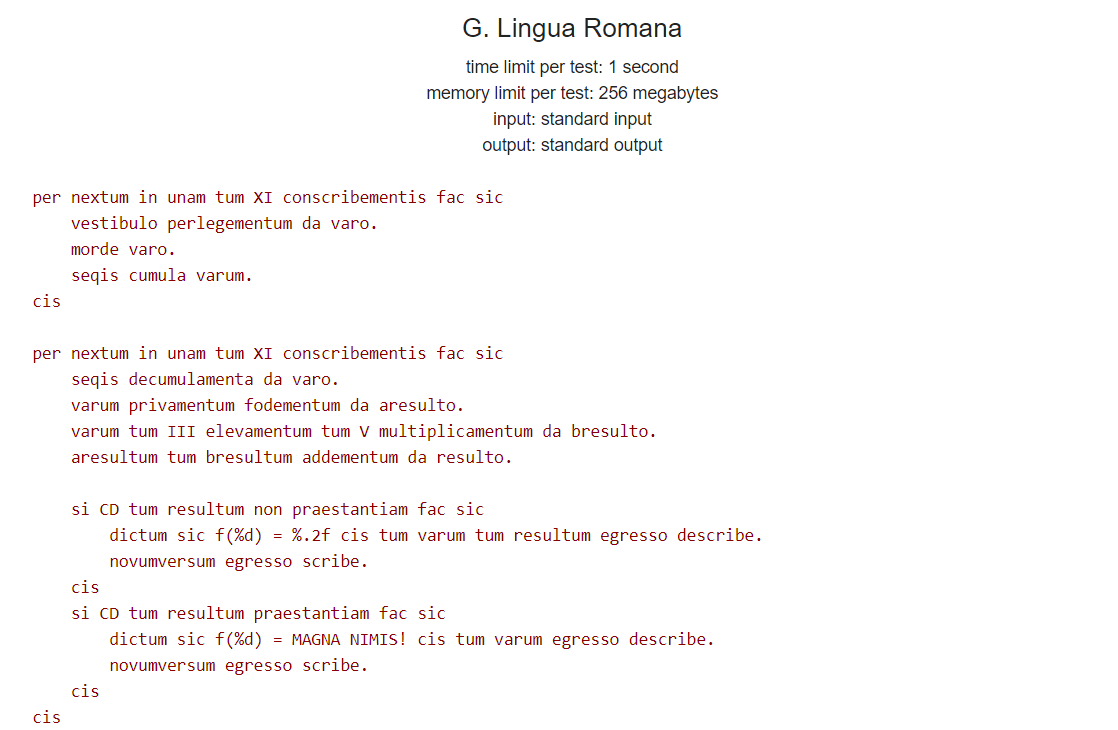 G. Lingua Romana
time limit per test: 1 second
memory limit per test: 256 megabytes
input: standard input
output: standard output
per nextum in unam tum XI conscribementis fac sic
vestibulo perlegementum da varo.
morde varo.
seqis cumula varum.
cis
per nextum in unam tum XI conscribementis fac sic
seqis decumulamenta da varo.
varum privamentum fodementum da aresulto.
varum tum III elevamentum tum V multiplicamentum da bresulto.
aresultum tum bresultum addementum da resulto.
si CD tum resultum non praestantiam fac sic
dictum sic f(%d) = %.2f cis tum varum tum resultum egresso describe.
novumversum egresso scribe.
cis
si CD tum resultum praestantiam fac sic
dictum sic f(%d) = MAGNA NIMIS! cis tum varum egresso describe.
novumversum egresso scribe.
cis
cis